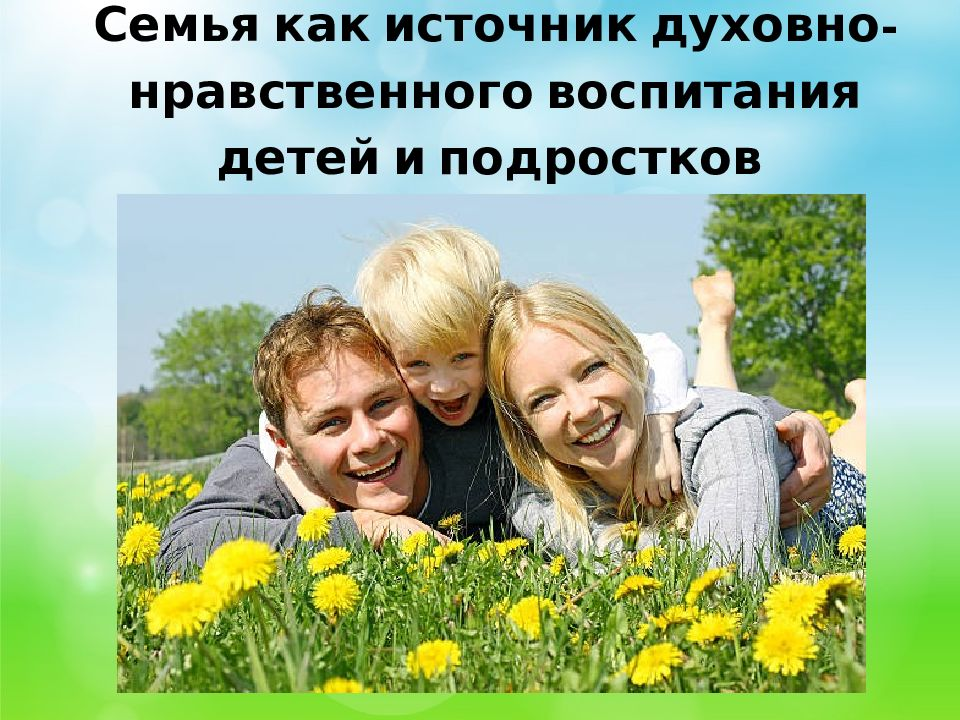 Семья как источник духовно-
нравственного воспитания
детей и подростков